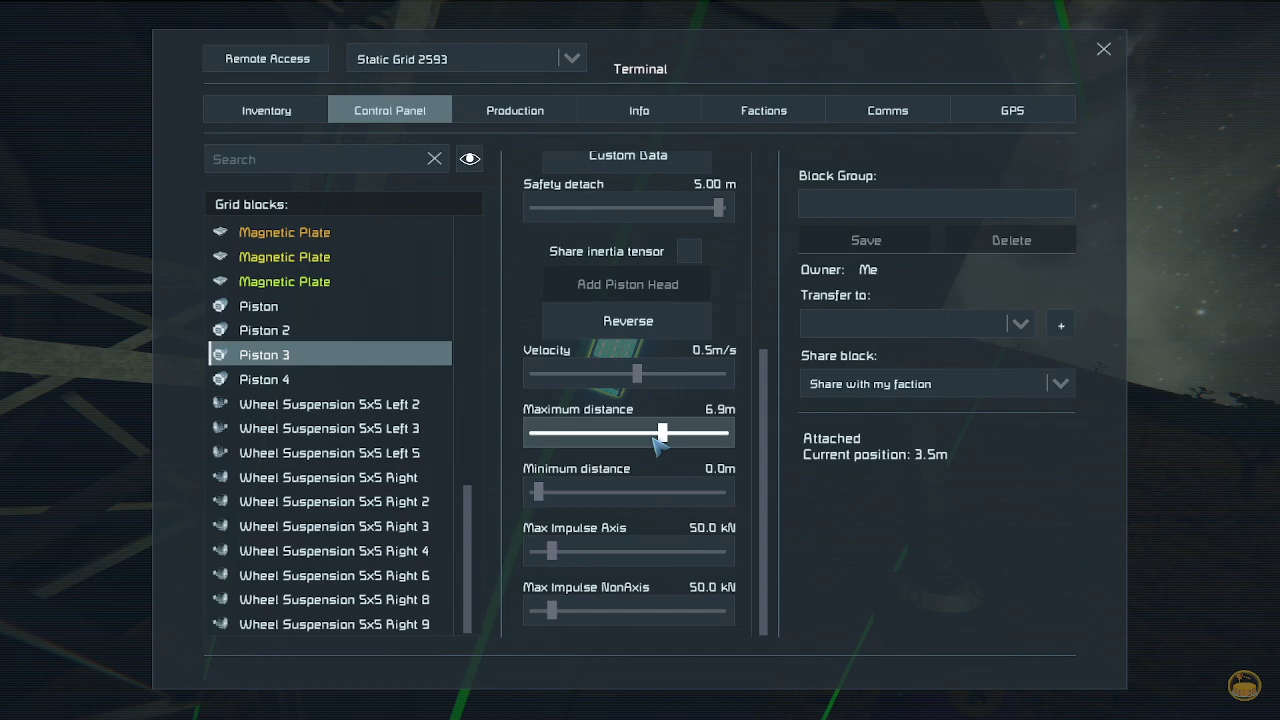 Remote Access
Static Grid 2593
Terminal
Inventory
Control Panel
Production
Info
Factions
Comms
GPS
Search
Grid blocks:
Magnetic Plate
Magnetic Plate
Magnetic Plate
Piston
Piston 2
Piston 3
Piston 4
Wheel Suspension 5x5 Left 2
Wheel Suspension 5x5 Left 3
Wheel Suspension 5x5 Left 5
Wheel Suspension 5x5 Right
Wheel Suspension 5x5 Right 2
Wheel Suspension 5x5 Right 3
Wheel Suspension 5x5 Right 4
Wheel Suspension 5x5 Right 6
Wheel Suspension 5x5 Right 8
Wheel Suspension 5x5 Right 9
Custom Data
Safety detach 5.00 m
Share inertia tensor
Add Piston Head
Reverse
Velocity 0.5m/s
Maximum distance 6.9m
Minimum distance 0.0m
Max Impulse Axis 50.0 kN
Max Impulse NonAxis 50.0 kN
Block Group:
Save
Delete
Owner: Me
Transfer to:
+
Share block:
Share with my faction
Attached
Current position: 3.5m